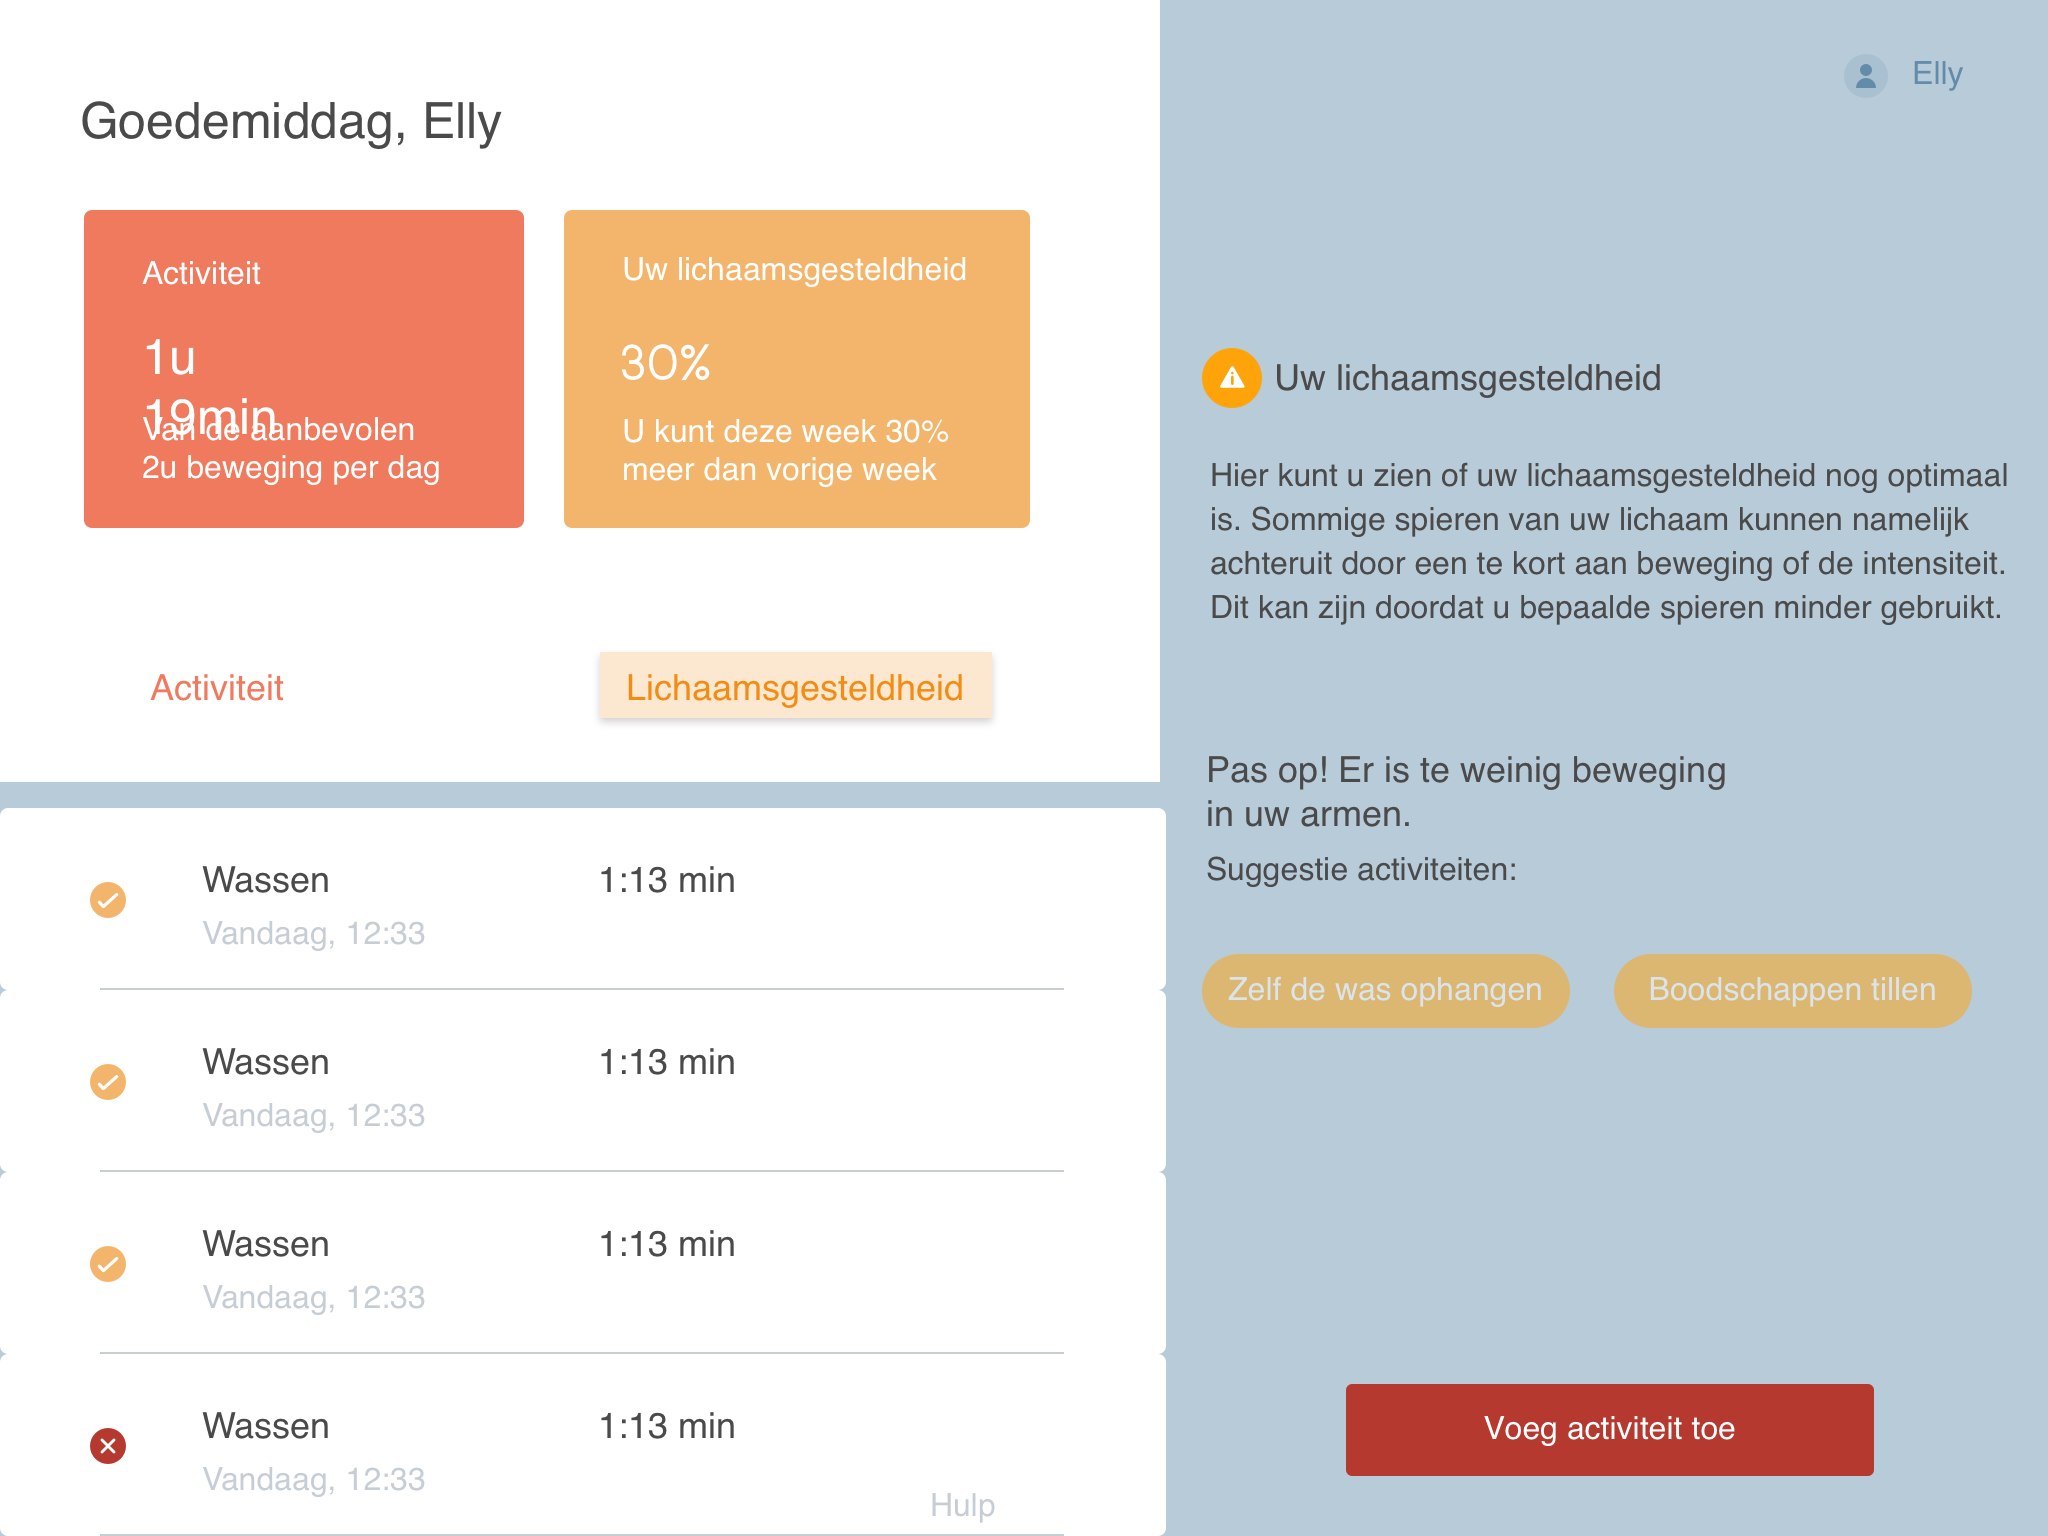 Elly
Goedemiddag, Elly
Activiteit
1u
19min
Van de aanbevolen
2u beweging per dag
Uw lichaamsgesteldheid
30%
U kunt deze week 30%
meer dan vorige week
Activiteit
Lichaamsgesteldheid
Wassen
1:13 min
Vandaag, 12:33
Wassen
1:13 min
Vandaag, 12:33
Wassen
1:13 min
Vandaag, 12:33
Wassen
1:13 min
Vandaag, 12:33
Hulp
Uw lichaamsgesteldheid
Hier kunt u zien of uw lichaamsgesteldheid nog optimaal
is. Sommige spieren van uw lichaam kunnen namelijk
achteruit door een te kort aan beweging of de intensiteit.
Dit kan zijn doordat u bepaalde spieren minder gebruikt.
Pas op! Er is te weinig beweging
in uw armen.
Suggestie activiteiten:
Zelf de was ophangen
Boodschappen tillen
Voeg activiteit toe